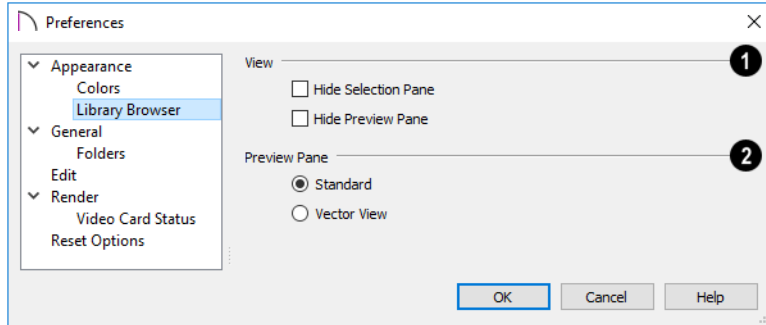 Preferences
Appearance
Colors
Library Browser
General
Folders
Edit
Render
Video Card Status
Reset Options
View
1
Hide Selection Pane
Hide Preview Pane
Preview Pane
2
Standard
Vector View
OK
Cancel
Help